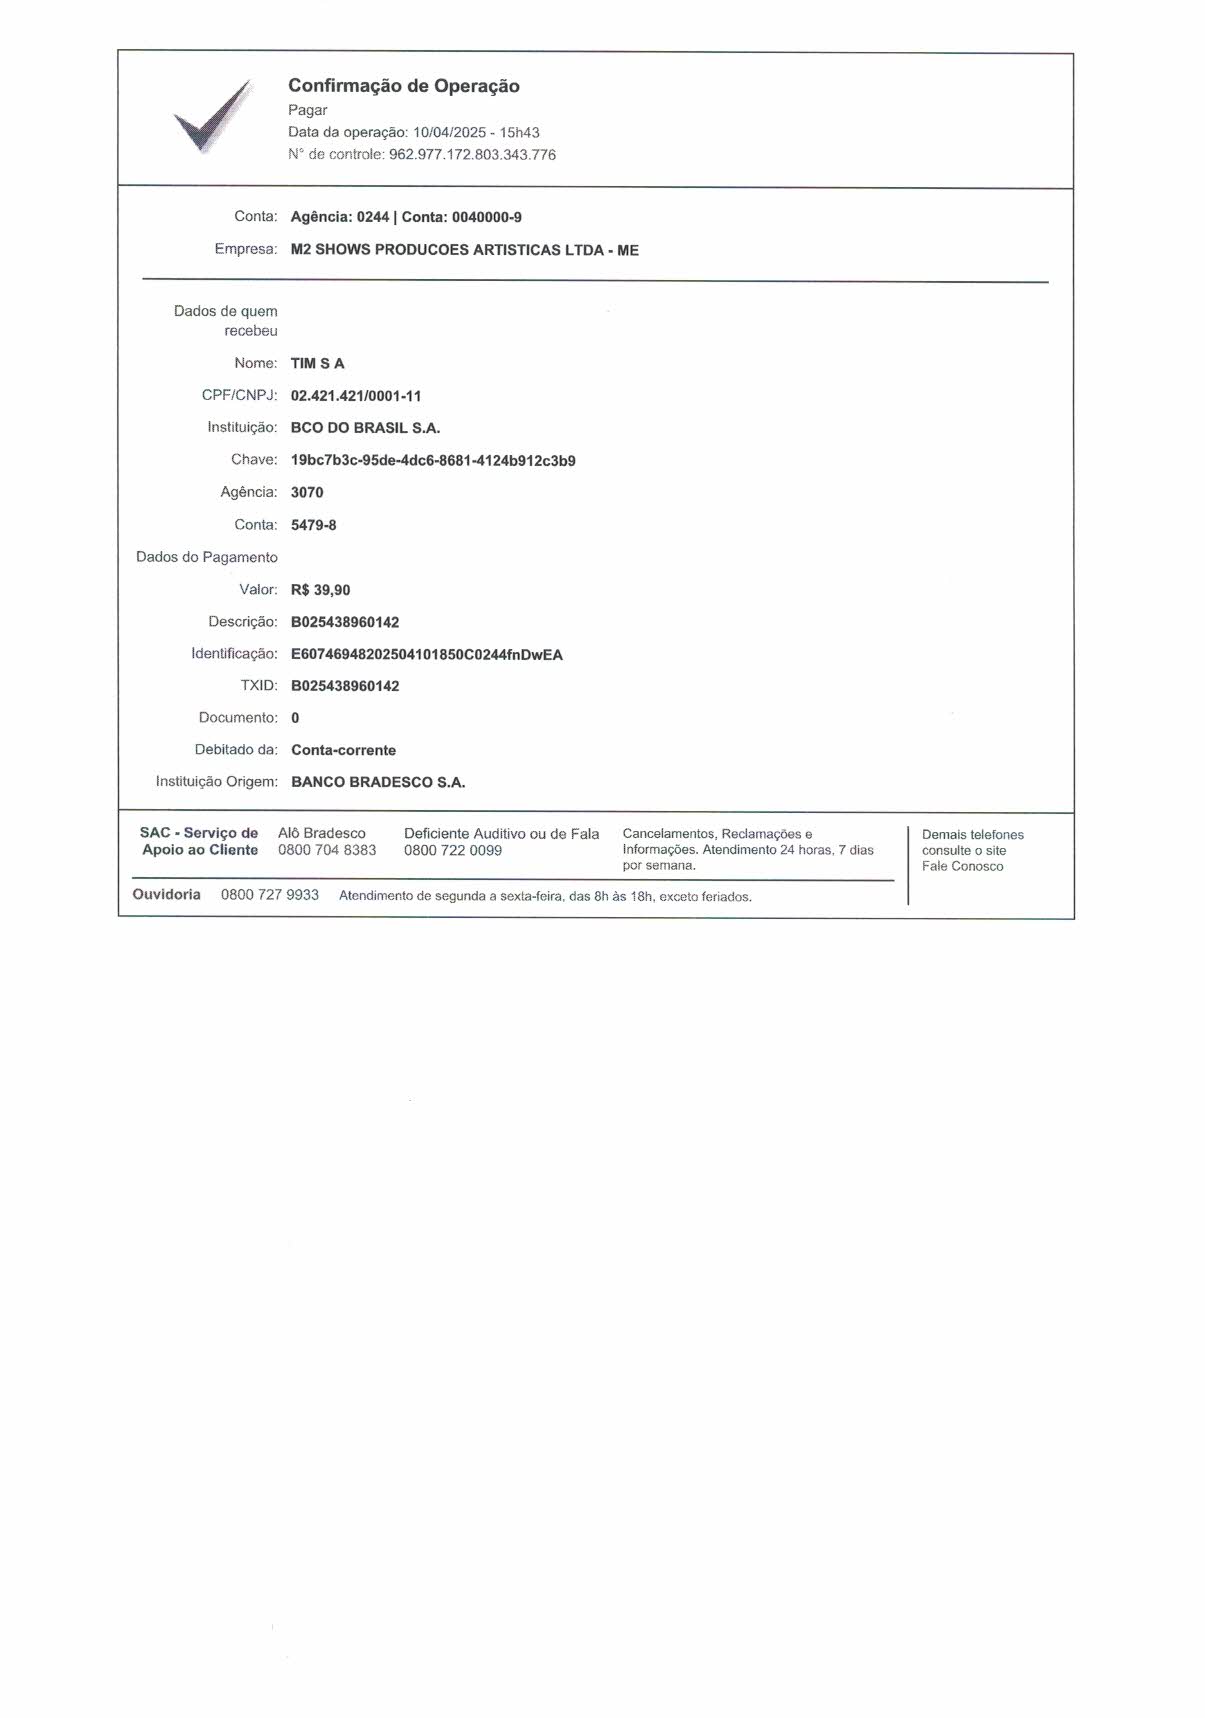 Confirmação de Operação
Pagar
Data da operação: 10/04/2025 - 15h43
N° de controle: 962.977.172.803.343.776
Conta: Agência: 0244 | Conta: 0040000-9
Empresa: M2 SHOWS PRODUCOES ARTISTICAS LTDA - ME
Dados de quem
recebeu
Nome: TIM S A
CPF/CNPJ: 02.421.421/0001-11
Instituição: BCO DO BRASIL S.A.
Chave: 19bc7b3c-95de-4dc6-8681-4124b912c3b9
Agência: 3070
Conta: 5479-8
Dados do Pagamento
Valor: R$ 39,90
Descrição: B025438960142
Identificação: E60746948202504101850C0244fnDwEA
TXID: B025438960142
Documento: 0
Debitado da: Conta-corrente
Instituição Origem: BANCO BRADESCO S.A.
SAC - Serviço de Apoio ao Cliente
Alô Bradesco
0800 704 8383
Deficiente Auditivo ou de Fala
0800 722 0099
Cancelamentos, Reclamações e
Informações. Atendimento 24 horas, 7 dias
por semana.
Demais telefones
consulte o site
Fale Conosco
Ouvidoria 0800 727 9933 Atendimento de segunda a sexta-feira, das 8h às 18h, exceto feriados.